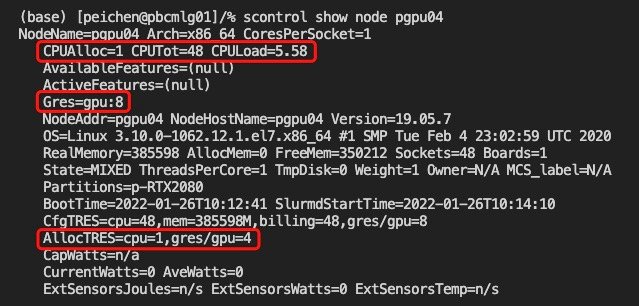 (base) [peichen@pbcmlg01]/% scontrol show node pgpu04
NodeName=pgpu04 Arch=x86_64 CoresPerSocket=1
CPUAlloc=1 CPUTot=48 CPULoad=5.58
AvailableFeatures=(null)
ActiveFeatures=(null)
Gres=gpu:8
NodeAddr=pgpu04 NodeHostName=pgpu04 Version=19.05.7
OS=Linux 3.10.0-1062.12.1.el7.x86_64 #1 SMP Tue Feb 4 23:02:59 UTC 2020
RealMemory=385598 AllocMem=0 FreeMem=350212 Sockets=48 Boards=1
State=MIXED ThreadsPerCore=1 TmpDisk=0 Weight=1 Owner=N/A MCS_label=N/A
Partitions=p-RTX2080
BootTime=2022-01-26T10:12:41 SlurmdStartTime=2022-01-26T10:14:10
CfgTRES=cpu=48,mem=385598M,billing=48,gres/gpu=8
AllocTRES=cpu=1,gres/gpu=4
CapWatts=n/a
CurrentWatts=0 AveWatts=0
ExtSensorsJoules=n/s ExtSensorsWatts=0 ExtSensorsTemp=n/s